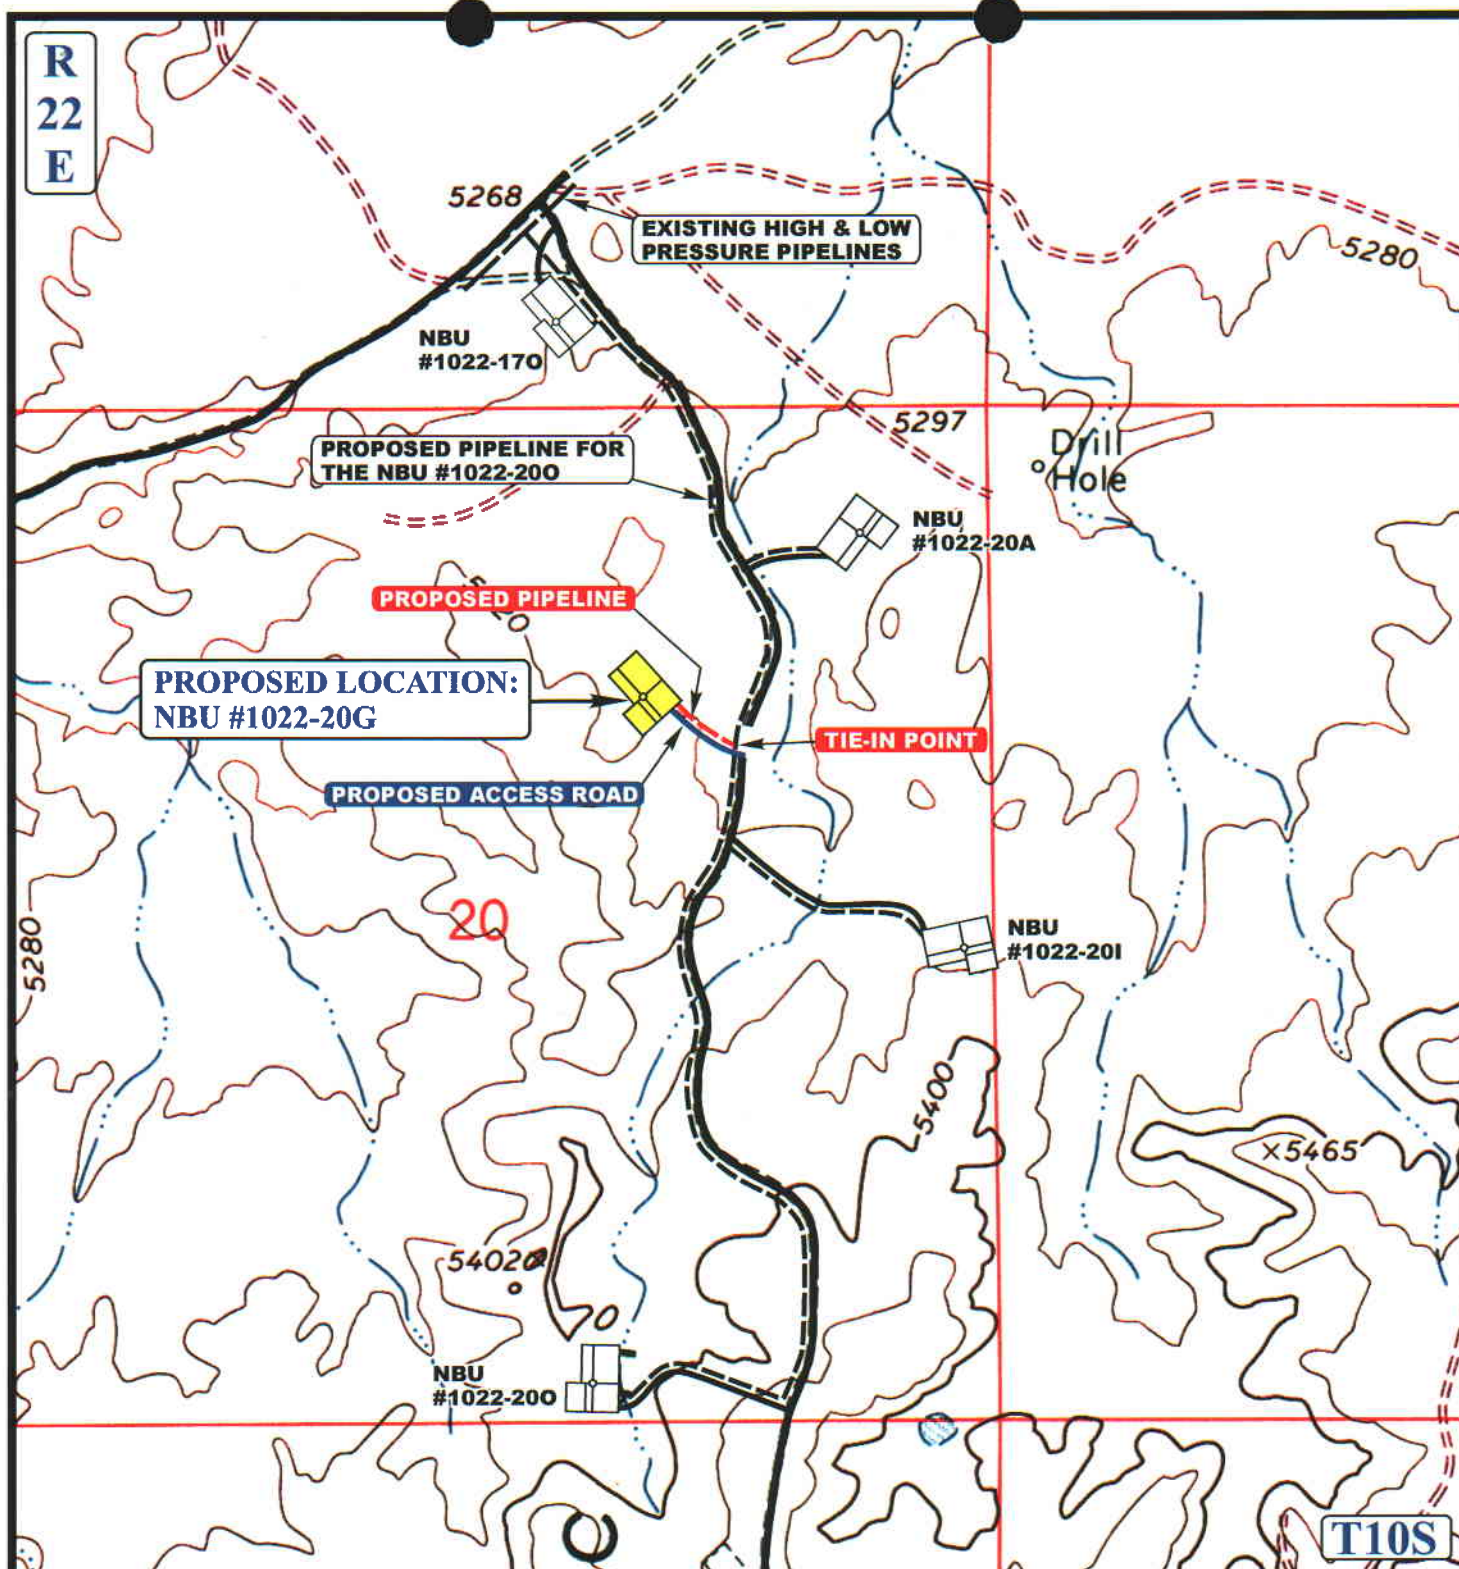 R
22
E
5268
EXISTING HIGH & LOW
PRESSURE PIPELINES
5280
NBU
#1022-17O
5297
Drill
Hole
PROPOSED PIPELINE FOR
THE NBU #1022-20O
NBU
#1022-20A
PROPOSED PIPELINE
PROPOSED LOCATION:
NBU #1022-20G
TIE-IN POINT
PROPOSED ACCESS ROAD
20
5280
NBU
#1022-20I
5400
×5465
5402
NBU
#1022-20O
T10S